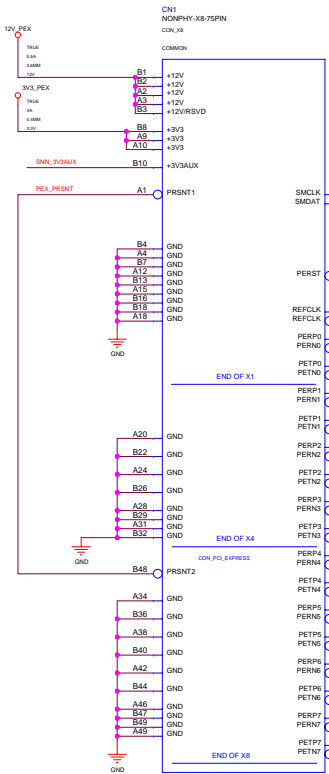 CN1
NONPHY-X8-75PIN
CON_X8
COMMON
12V_PEX
TRUE
5.5A
0.6MM
12V
3V3_PEX
TRUE
3A
0.4MM
3.3V
B1 +12V
B2 +12V
A2 +12V
A3 +12V
B3 +12V/RSVD
B8 +3V3
A9 +3V3
A10 +3V3
SNN_3V3AUX B10 +3V3AUX
PEX_PRSNT A1 PRSNT1
SMCLK
SMDAT
B4 GND
A4 GND
B7 GND
A12 GND
B13 GND
A15 GND
B16 GND
B18 GND
A18 GND
GND
PERST
REFCLK
REFCLK
PERP0
PERN0
PETP0
PETN0
END OF X1
PERP1
PERN1
PETP1
PETN1
A20 GND
B22 GND
A24 GND
B26 GND
A28 GND
B29 GND
A31 GND
B32 GND
GND
PERP2
PERN2
PETP2
PETN2
PERP3
PERN3
PETP3
PETN3
END OF X4
CON_PCI_EXPRESS
B48 PRSNT2
PERP4
PERN4
PETP4
PETN4
A34 GND
B36 GND
A38 GND
B40 GND
A42 GND
B44 GND
A46 GND
B47 GND
B49 GND
A49 GND
GND
PERP5
PERN5
PETP5
PETN5
PERP6
PERN6
PETP6
PETN6
PERP7
PERN7
PETP7
PETN7
END OF X8